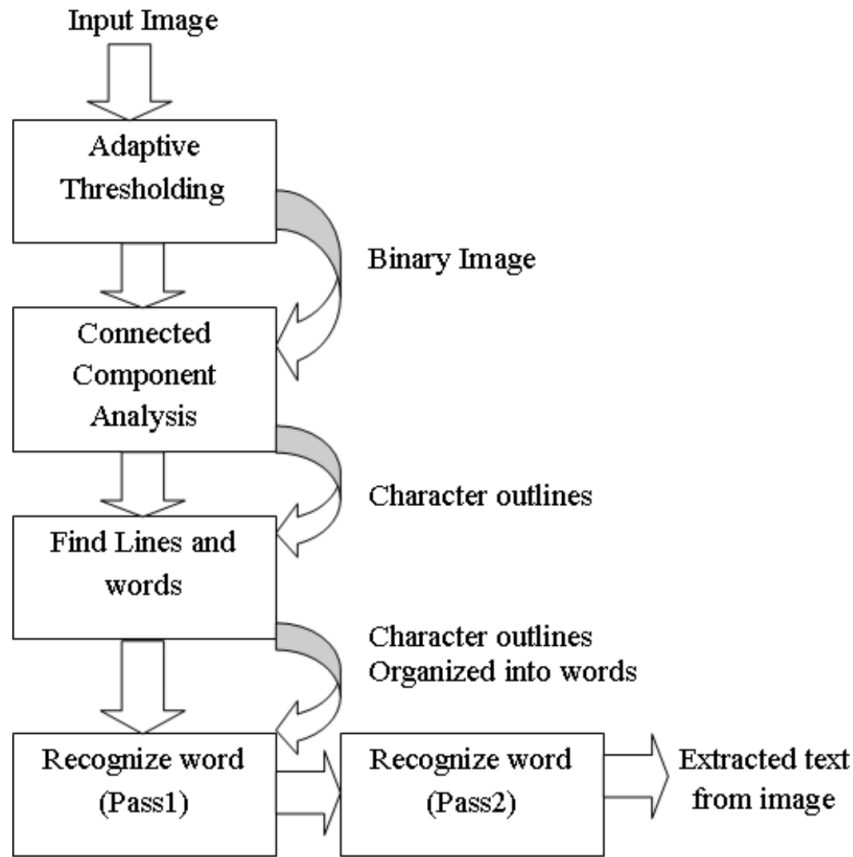 Input Image
Adaptive
Thresholding
Binary Image
Connected
Component
Analysis
Character outlines
Find Lines and
words
Character outlines
Organized into words
Recognize word
(Pass1)
Recognize word
(Pass2)
Extracted text
from image